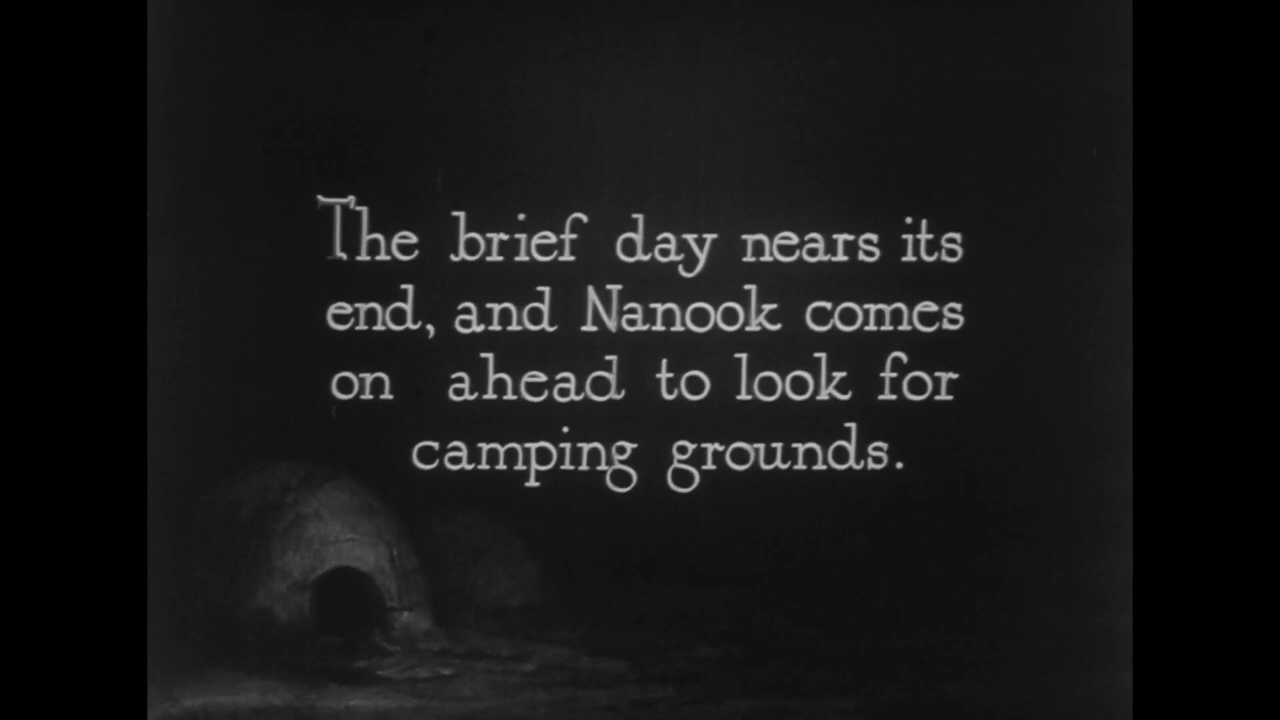 The brief day nears its
end, and Nanook comes
on ahead to look for
camping grounds.